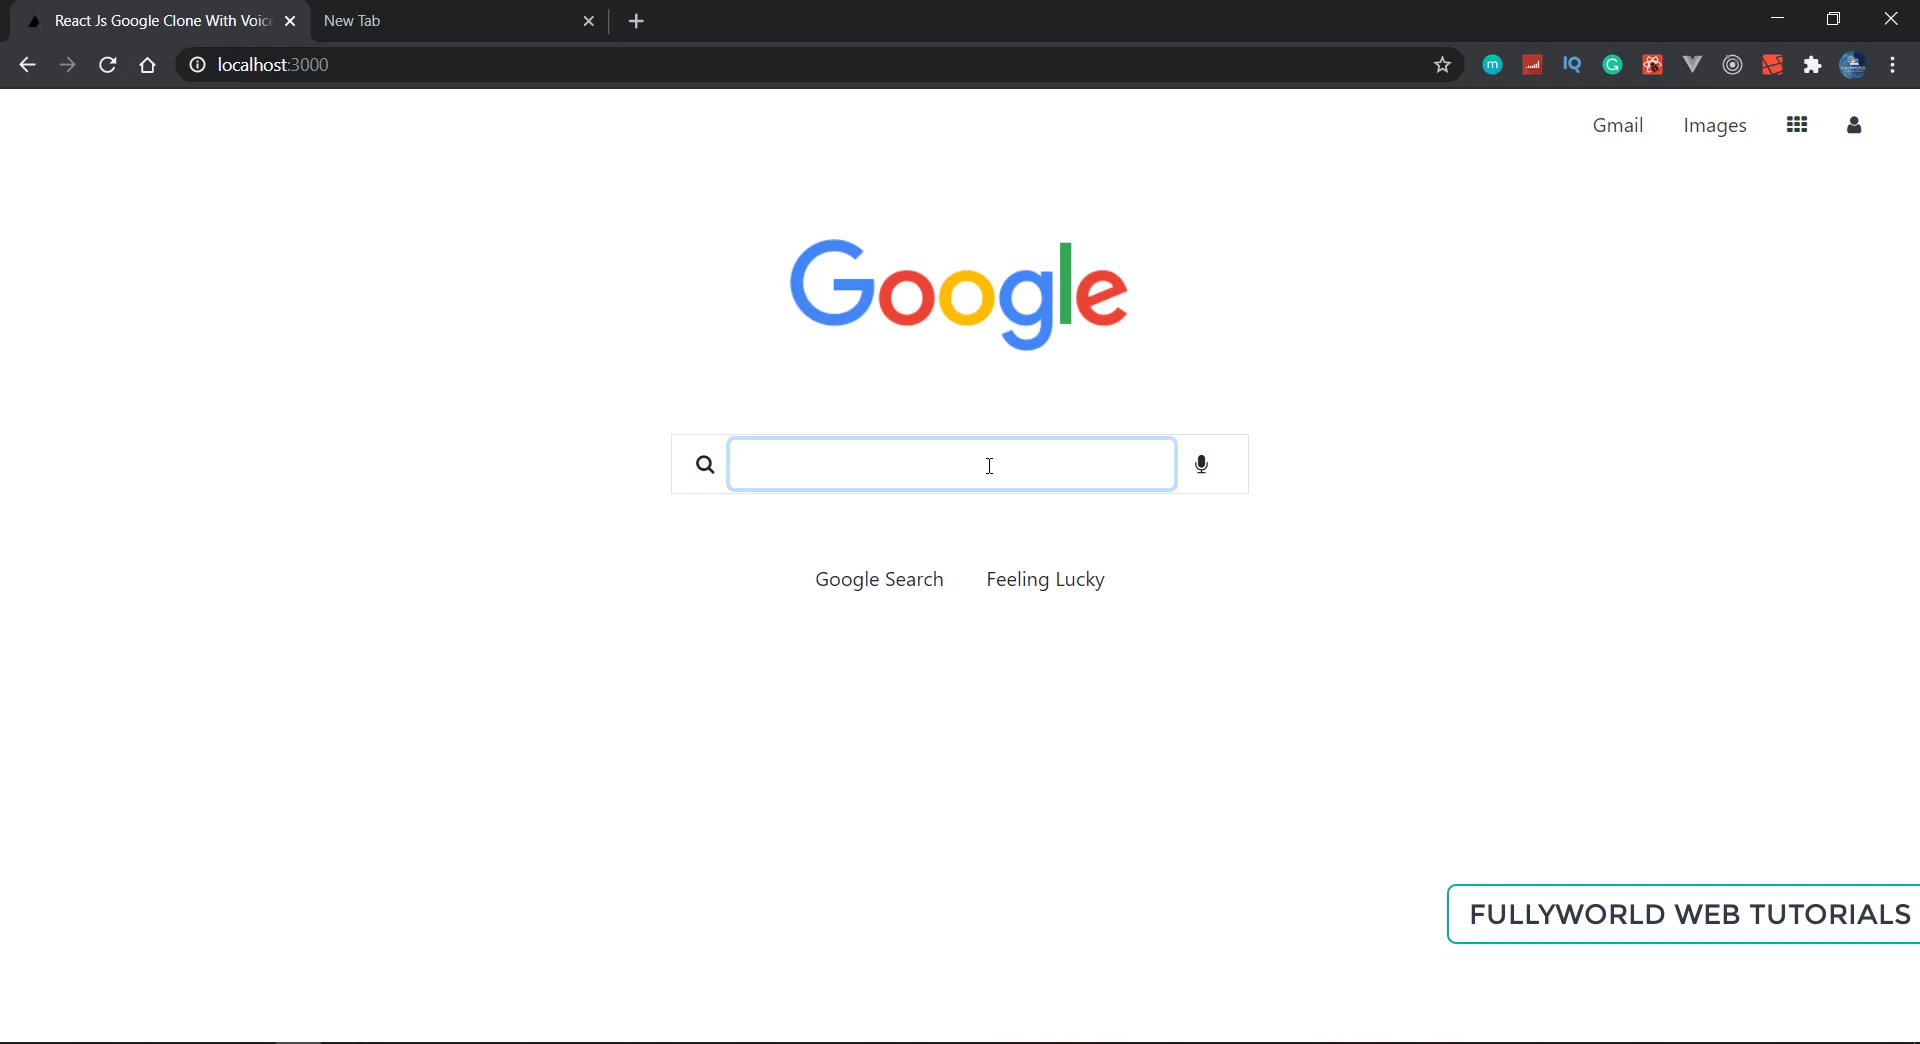 React Js Google Clone With Voic
New Tab
localhost:3000
Gmail
Images
Google
Google Search
Feeling Lucky
FULLYWORLD WEB TUTORIALS